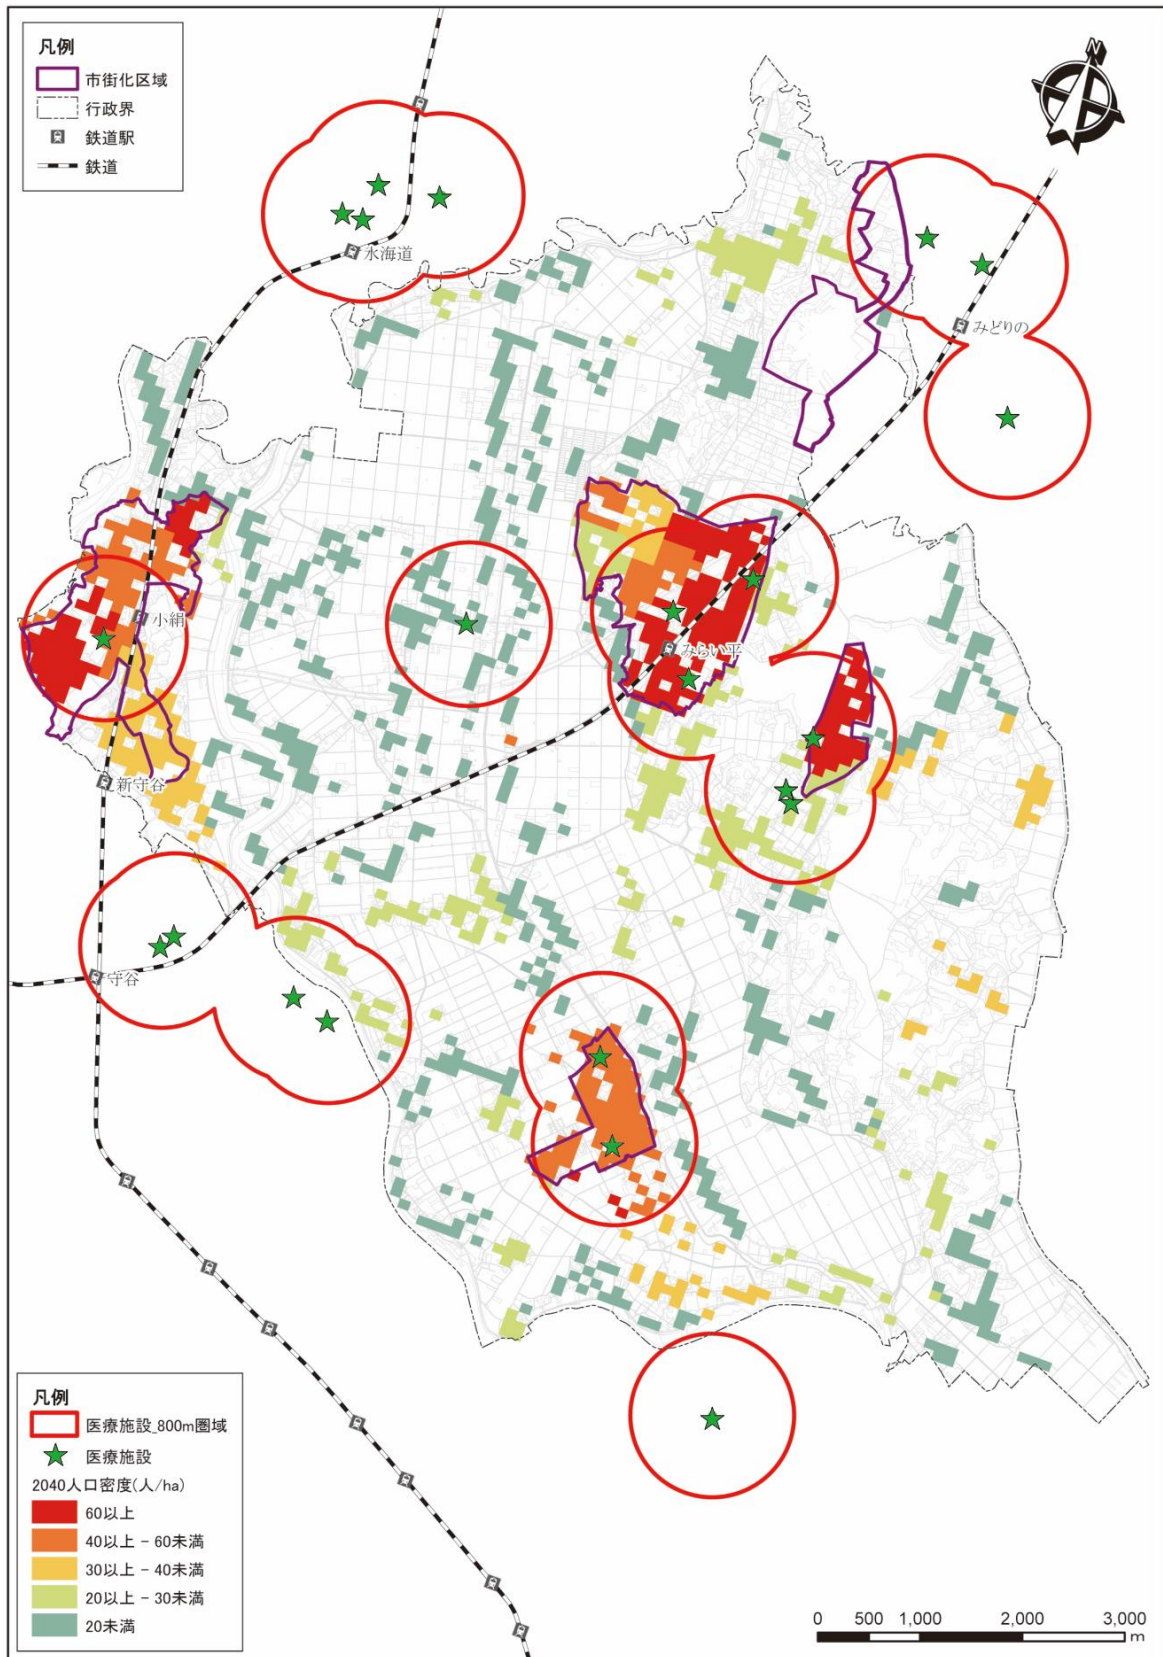 凡例
市街化区域
行政界
鉄道駅
鉄道
N
水海道
みどりの
小絹
みらい平
新守谷
守谷
凡例
医療施設_800m圏域
医療施設
2040人口密度(人/ha)
60以上
40以上 - 60未満
30以上 - 40未満
20以上 - 30未満
20未満
0 500 1,000 2,000 3,000
m